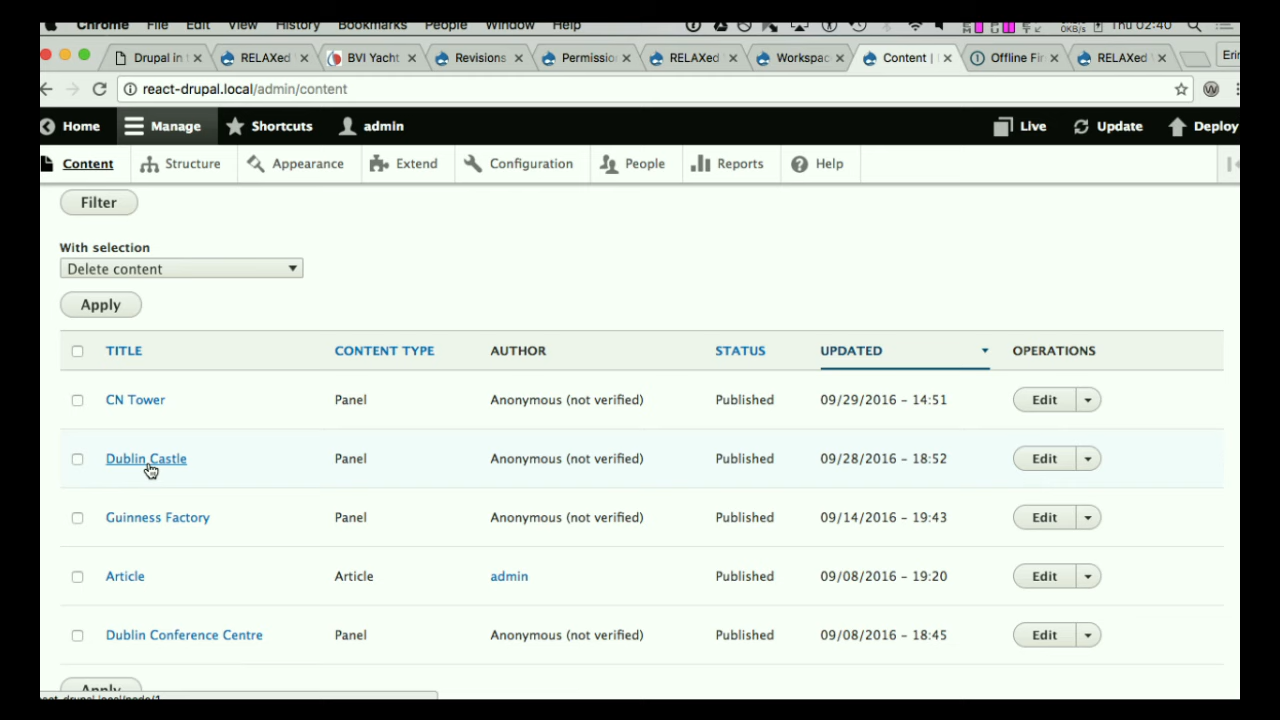 Chrome File Edit View History Bookmarks People Window Help Thu 02:40
Drupal in RELAXed BVI Yacht Revisions Permission RELAXed Workspac Content | Offline Fir RELAXed Erin
react-drupal.local/admin/content
Home Manage Shortcuts admin Live Update Deploy
Content Structure Appearance Extend Configuration People Reports Help
Filter
With selection
Delete content
Apply
TITLE CONTENT TYPE AUTHOR STATUS UPDATED OPERATIONS
CN Tower Panel Anonymous (not verified) Published 09/29/2016 – 14:51 Edit
Dublin Castle Panel Anonymous (not verified) Published 09/28/2016 – 18:52 Edit
Guinness Factory Panel Anonymous (not verified) Published 09/14/2016 – 19:43 Edit
Article Article admin Published 09/08/2016 – 19:20 Edit
Dublin Conference Centre Panel Anonymous (not verified) Published 09/08/2016 – 18:45 Edit
Apply